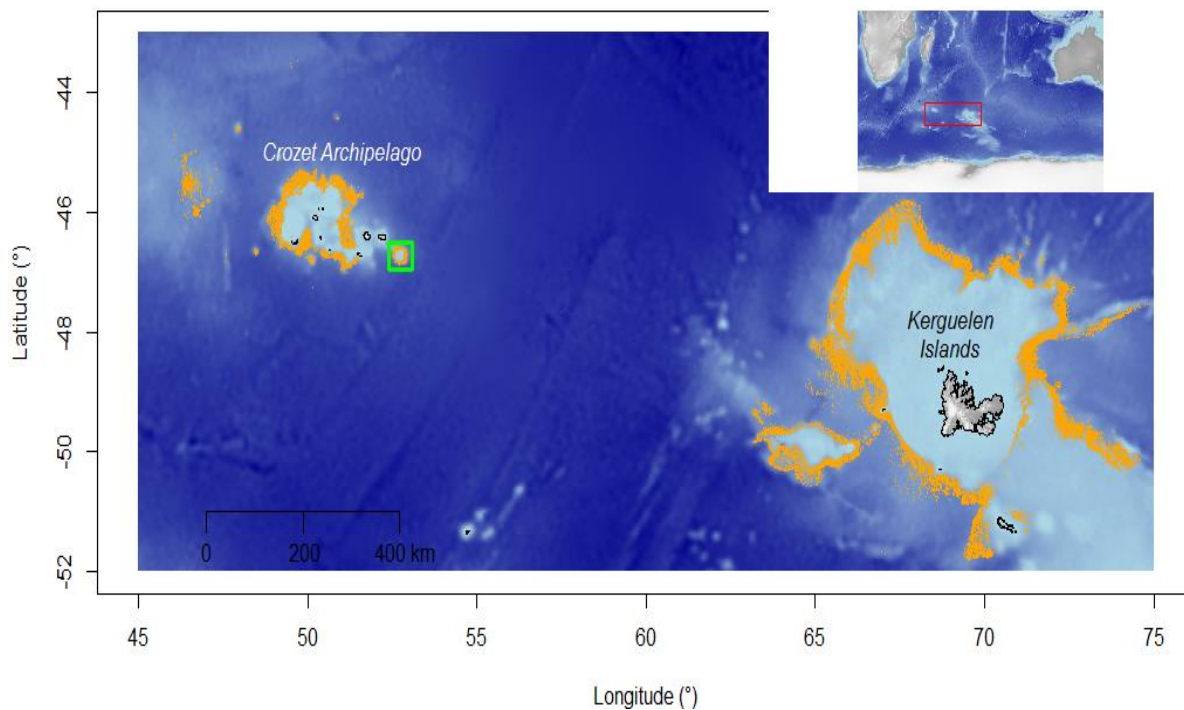 Crozet Archipelago
Kerguelen
Islands
0 200 400 km
-44
-46
-48
-50
-52
Latitude (°)
45 50 55 60 65 70 75
Longitude (°)